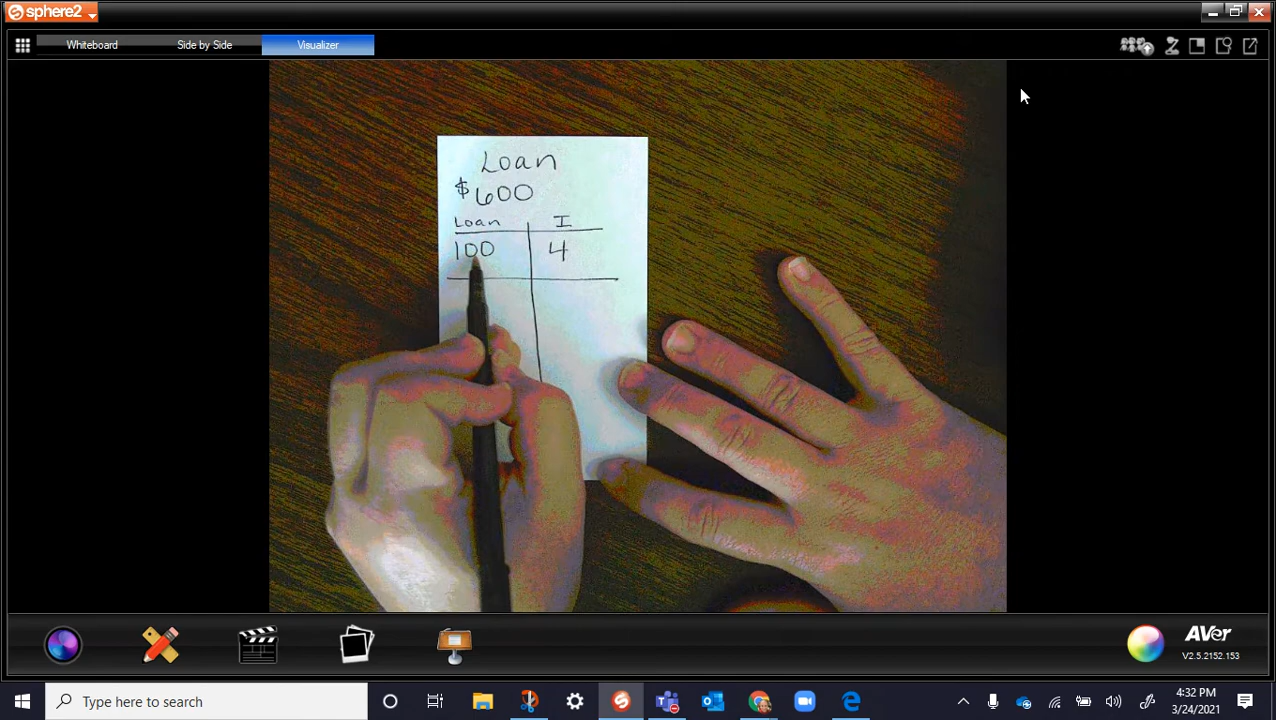 sphere2
Whiteboard
Side by Side
Visualizer
Loan
$600
Loan I
100 4
AVer
V2.5.2152.153
Type here to search
4:32 PM
3/24/2021